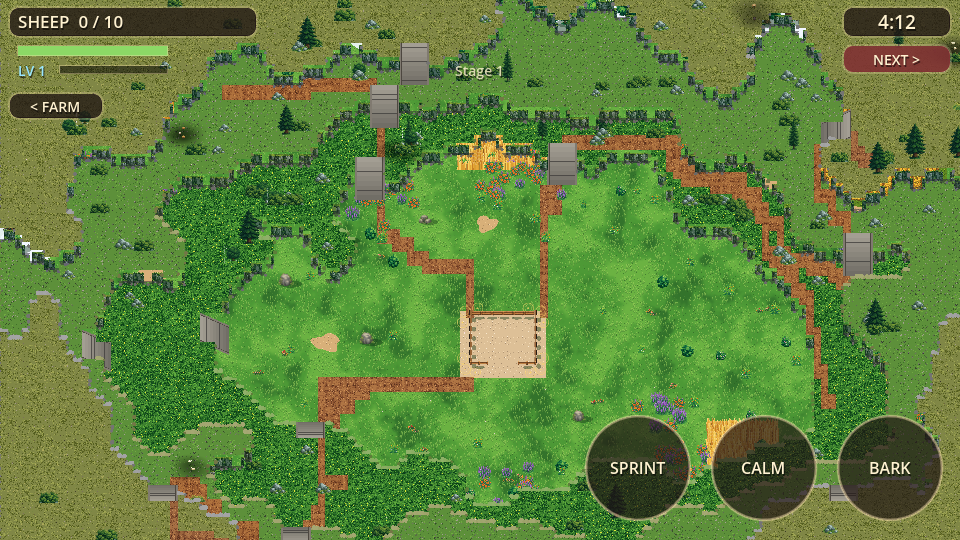 SHEEP 0 / 10
4:12
LV 1
Stage 1
NEXT >
< FARM
SPRINT
CALM
BARK